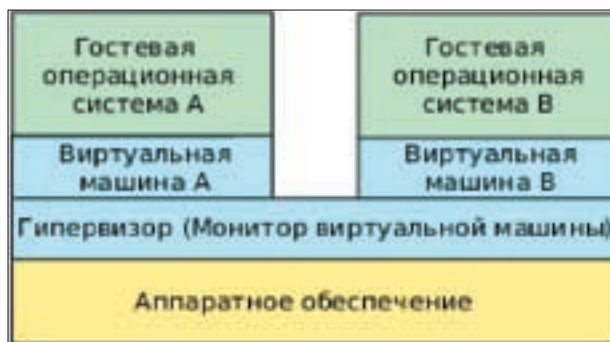 Гостевая
операционная
система А
Гостевая
операционная
система В
Виртуальная
машина А
Виртуальная
машина В
Гипервизор (Монитор виртуальной машины)
Аппаратное обеспечение